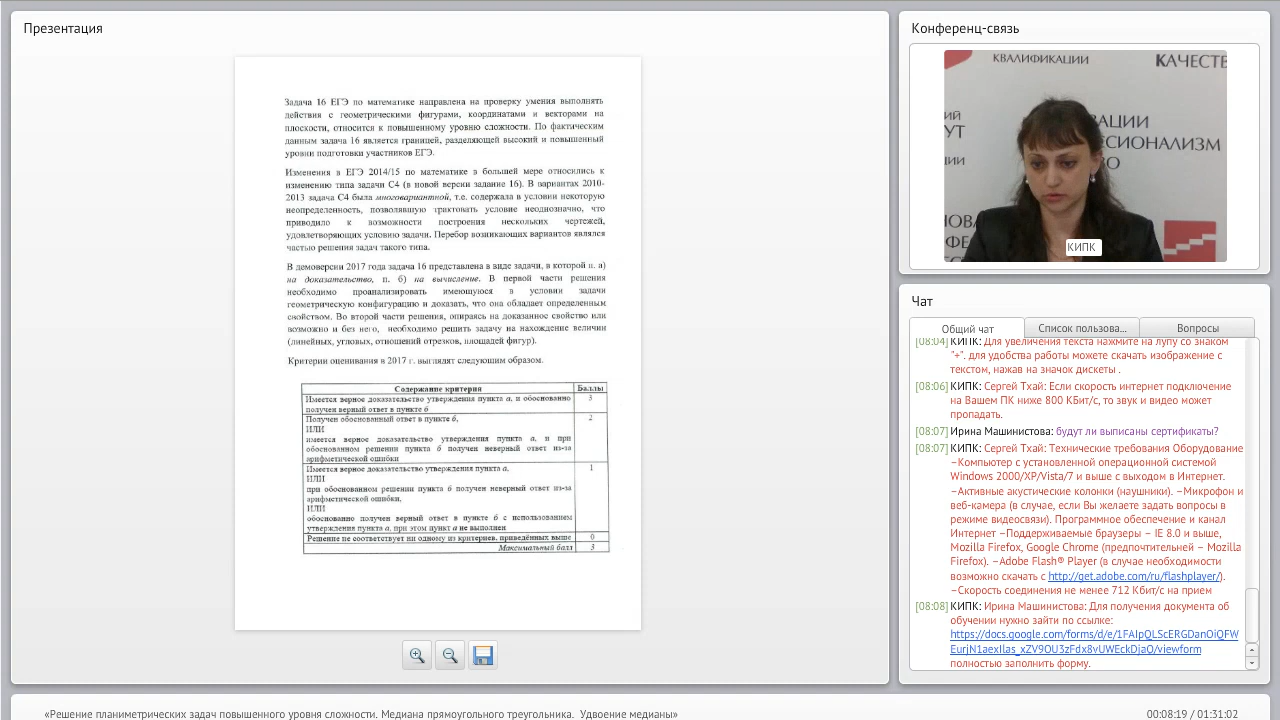 Презентация
Задача 16 ЕГЭ по математике направлена на проверку умения выполнять
действия с геометрическими фигурами, координатами и векторами на
плоскости, относится к повышенному уровню сложности. По фактическим
данным задача 16 является границей, разделяющей высокий и повышенный
уровни подготовки участников ЕГЭ.
Изменения в ЕГЭ 2014/15 по математике в большей мере относились к
изменению типа задачи С4 (в новой версии задание 16). В вариантах 2010-
2013 задача С4 была многовариантной, т.е. содержала в условии некоторую
неопределенность, позволявшую трактовать условие неоднозначно, что
приводило к возможности построения нескольких чертежей,
удовлетворяющих условию задачи. Перебор возникающих вариантов являлся
частью решения задач такого типа.
В демоверсии 2017 года задача 16 представлена в виде задачи, в которой п. а)
на доказательство, п. б) на вычисление. В первой части решения
необходимо проанализировать имеющуюся в условии задачи
геометрическую конфигурацию и доказать, что она обладает определенным
свойством. Во второй части решения, опираясь на доказанное свойство или
возможно и без него, необходимо решить задачу на нахождение величин
(линейных, угловых, отношений отрезков, площадей фигур).
Критерии оценивания в 2017 г. выглядят следующим образом.
Содержание критерия Баллы
Имеется верное доказательство утверждения пункта а, и обоснованно 3
получен верный ответ в пункте б
Получен обоснованный ответ в пункте б, 2
ИЛИ
имеется верное доказательство утверждения пункта а, и при
обоснованном решении пункта б получен неверный ответ из-за
арифметической ошибки
Имеется верное доказательство утверждения пункта а, 1
ИЛИ
при обоснованном решении пункта б получен неверный ответ из-за
арифметической ошибки,
ИЛИ
обоснованно получен верный ответ в пункте б с использованием
утверждения пункта а, при этом пункт а не выполнен
Решение не соответствует ни одному из критериев, приведённых выше 0
Максимальный балл 3
Конференц-связь
КВАЛИФИКАЦИИ КАЧЕСТВ
КИПК
Чат
Общий чат Список пользова... Вопросы
[08:04] КИПК: Для увеличения текста нажмите на лупу со знаком
"+". для удобства работы можете скачать изображение с
текстом, нажав на значок дискеты .
[08:06] КИПК: Сергей Тхай: Если скорость интернет подключение
на Вашем ПК ниже 800 КБит/с, то звук и видео может
пропадать.
[08:07] Ирина Машинистова: будут ли выписаны сертификаты?
[08:07] КИПК: Сергей Тхай: Технические требования Оборудование
–Компьютер с установленной операционной системой
Windows 2000/XP/Vista/7 и выше с выходом в Интернет.
–Активные акустические колонки (наушники). –Микрофон и
веб-камера (в случае, если Вы желаете задать вопросы в
режиме видеосвязи). Программное обеспечение и канал
Интернет –Поддерживаемые браузеры – IE 8.0 и выше,
Mozilla Firefox, Google Chrome (предпочтительней – Mozilla
Firefox). –Adobe Flash® Player (в случае необходимости
возможно скачать с http://get.adobe.com/ru/flashplayer/).
–Скорость соединения не менее 712 Кбит/с на прием
[08:08] КИПК: Ирина Машинистова: Для получения документа об
обучении нужно зайти по ссылке:
https://docs.google.com/forms/d/e/1FAIpQLScERGDanOiQFW
EurjN1aexIlas_xZV9OU3zFdx8vUWEckDjaQ/viewform
полностью заполнить форму.
«Решение планиметрических задач повышенного уровня сложности. Медиана прямоугольного треугольника. Удвоение медианы» 00:08:19 / 01:31:02